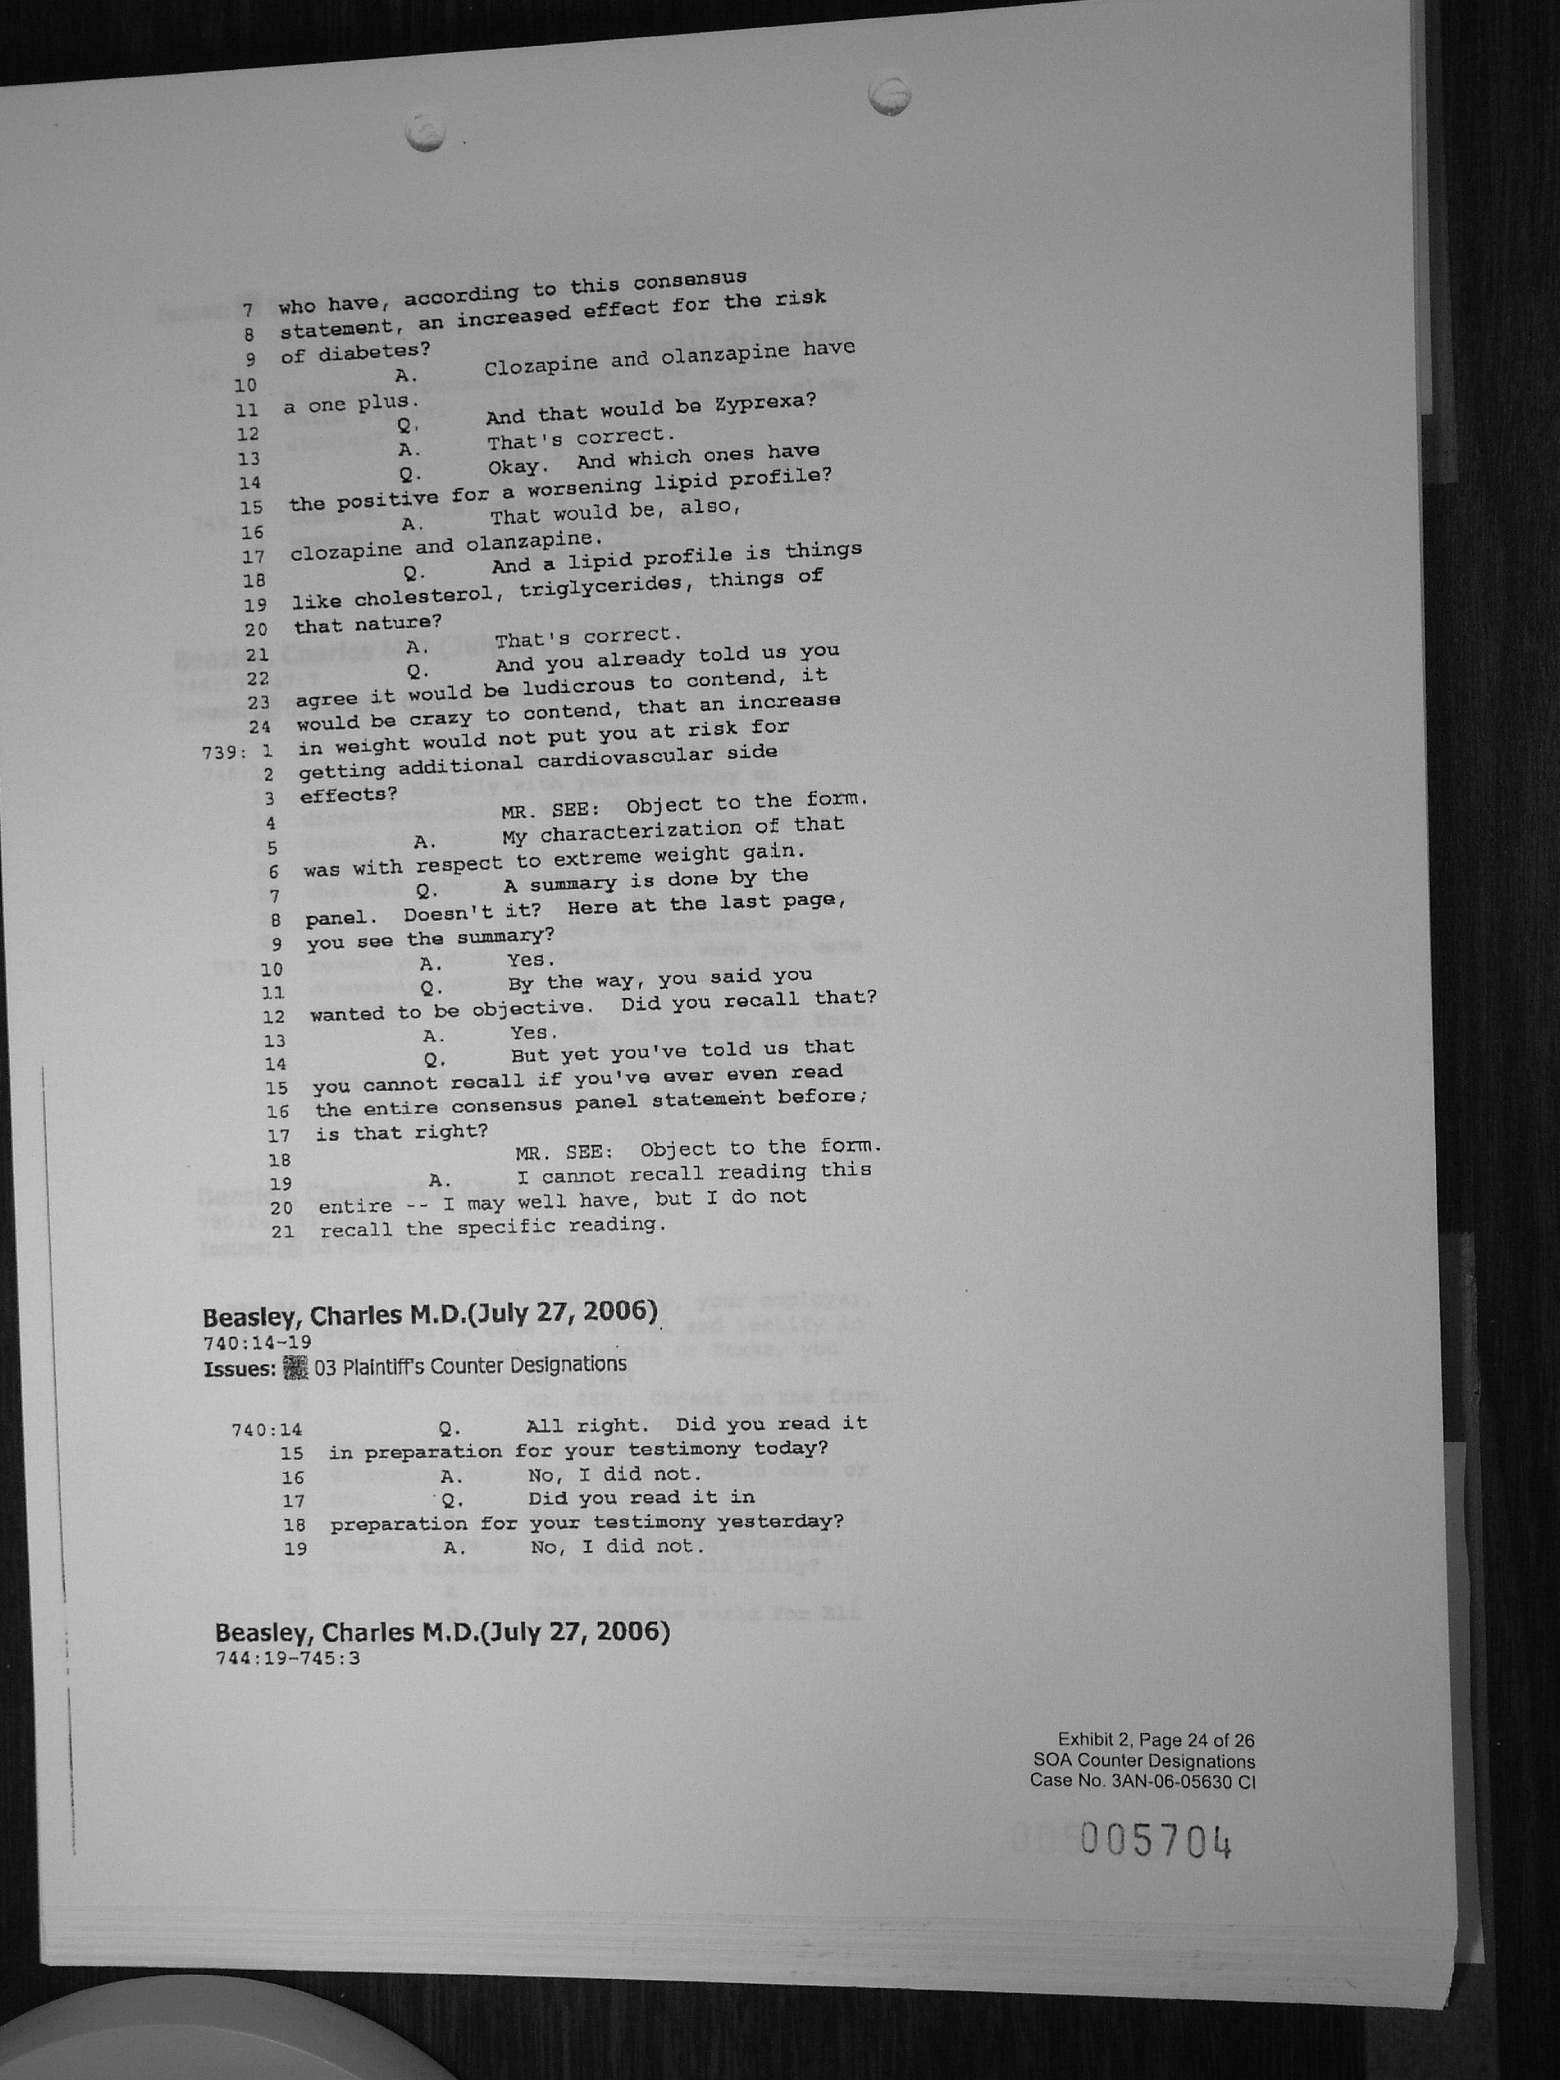 7 who have, according to this consensus
8 statement, an increased effect for the risk
9 of diabetes?
10 A. Clozapine and olanzapine have
11 a one plus.
12 Q. And that would be Zyprexa?
13 A. That's correct.
14 Q. Okay. And which ones have
15 the positive for a worsening lipid profile?
16 A. That would be, also,
17 clozapine and olanzapine.
18 Q. And a lipid profile is things
19 like cholesterol, triglycerides, things of
20 that nature?
21 A. That's correct.
22 Q. And you already told us you
23 agree it would be ludicrous to contend, it
24 would be crazy to contend, that an increase
739: 1 in weight would not put you at risk for
2 getting additional cardiovascular side
3 effects?
4 MR. SEE: Object to the form.
5 A. My characterization of that
6 was with respect to extreme weight gain.
7 Q. A summary is done by the
8 panel. Doesn't it? Here at the last page,
9 you see the summary?
10 A. Yes.
11 Q. By the way, you said you
12 wanted to be objective. Did you recall that?
13 A. Yes.
14 Q. But yet you've told us that
15 you cannot recall if you've ever even read
16 the entire consensus panel statement before;
17 is that right?
18 MR. SEE: Object to the form.
19 A. I cannot recall reading this
20 entire -- I may well have, but I do not
21 recall the specific reading.
Beasley, Charles M.D.(July 27, 2006)
740:14-19
Issues: 03 Plaintiff's Counter Designations
740:14 Q. All right. Did you read it
15 in preparation for your testimony today?
16 A. No, I did not.
17 Q. Did you read it in
18 preparation for your testimony yesterday?
19 A. No, I did not.
Beasley, Charles M.D.(July 27, 2006)
744:19-745:3
Exhibit 2, Page 24 of 26
SOA Counter Designations
Case No. 3AN-06-05630 CI
005704